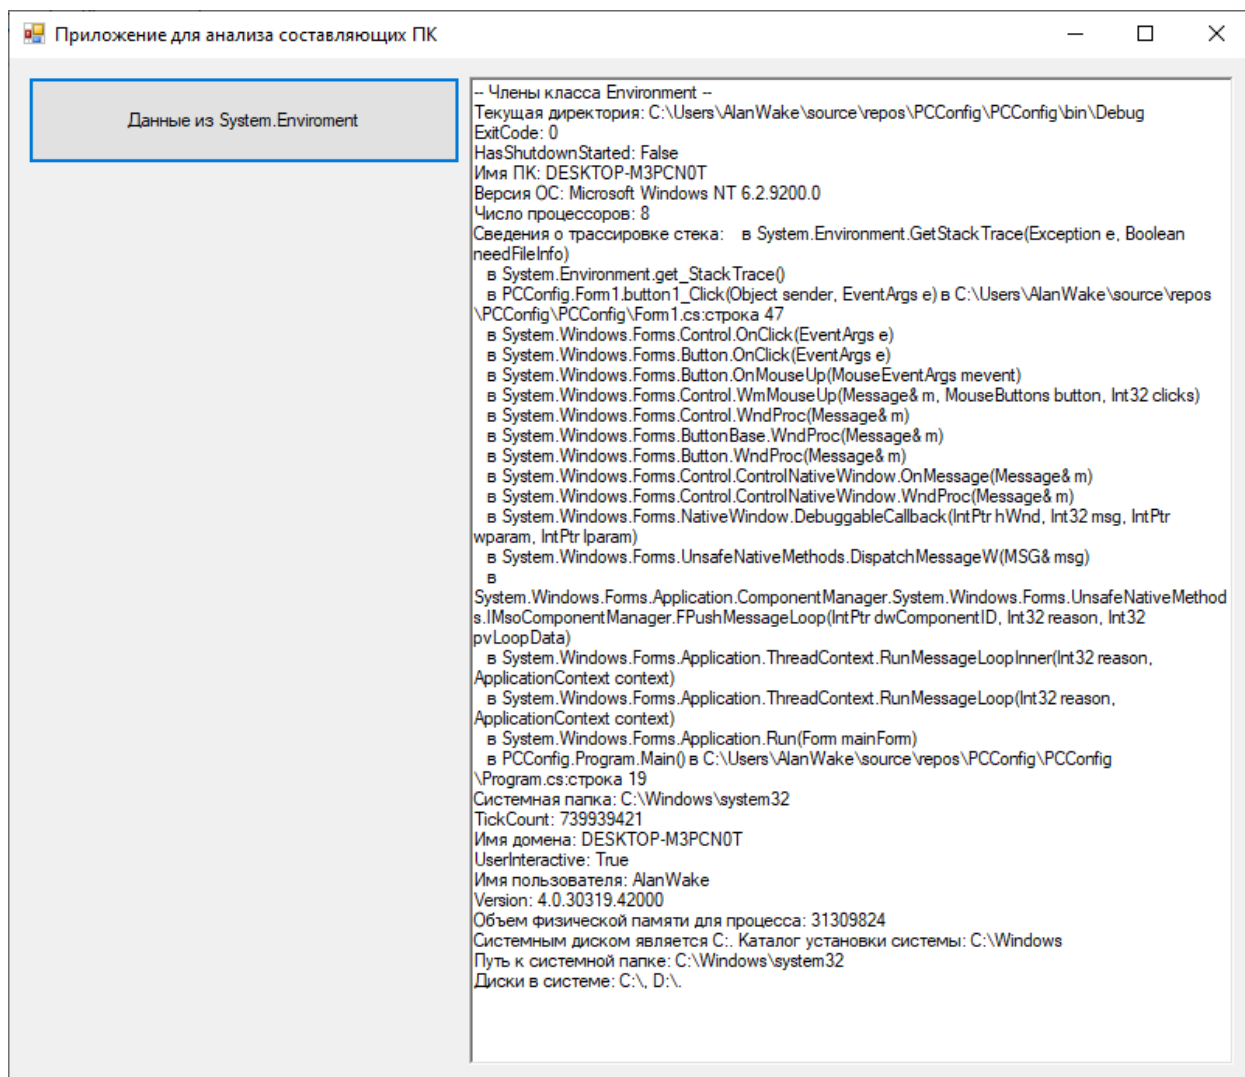 Приложение для анализа составляющих ПК
Данные из System.Enviroment
-- Члены класса Environment --
Текущая директория: C:\Users\AlanWake\source\repos\PCConfig\PCConfig\bin\Debug
ExitCode: 0
HasShutdownStarted: False
Имя ПК: DESKTOP-M3PCN0T
Версия ОС: Microsoft Windows NT 6.2.9200.0
Число процессоров: 8
Сведения о трассировке стека:    в System.Environment.GetStackTrace(Exception e, Boolean
needFileInfo)
в System.Environment.get_StackTrace()
в PCConfig.Form1.button1_Click(Object sender, EventArgs e) в C:\Users\AlanWake\source\repos
\PCConfig\PCConfig\Form1.cs:строка 47
в System.Windows.Forms.Control.OnClick(EventArgs e)
в System.Windows.Forms.Button.OnClick(EventArgs e)
в System.Windows.Forms.Button.OnMouseUp(MouseEventArgs mevent)
в System.Windows.Forms.Control.WmMouseUp(Message& m, MouseButtons button, Int32 clicks)
в System.Windows.Forms.Control.WndProc(Message& m)
в System.Windows.Forms.ButtonBase.WndProc(Message& m)
в System.Windows.Forms.Button.WndProc(Message& m)
в System.Windows.Forms.Control.ControlNativeWindow.OnMessage(Message& m)
в System.Windows.Forms.Control.ControlNativeWindow.WndProc(Message& m)
в System.Windows.Forms.NativeWindow.DebuggableCallback(IntPtr hWnd, Int32 msg, IntPtr
wparam, IntPtr lparam)
в System.Windows.Forms.UnsafeNativeMethods.DispatchMessageW(MSG& msg)
в
System.Windows.Forms.Application.ComponentManager.System.Windows.Forms.UnsafeNativeMethod
s.IMsoComponentManager.FPushMessageLoop(IntPtr dwComponentID, Int32 reason, Int32
pvLoopData)
в System.Windows.Forms.Application.ThreadContext.RunMessageLoopInner(Int32 reason,
ApplicationContext context)
в System.Windows.Forms.Application.ThreadContext.RunMessageLoop(Int32 reason,
ApplicationContext context)
в System.Windows.Forms.Application.Run(Form mainForm)
в PCConfig.Program.Main() в C:\Users\AlanWake\source\repos\PCConfig\PCConfig
\Program.cs:строка 19
Системная папка: C:\Windows\system32
TickCount: 739939421
Имя домена: DESKTOP-M3PCN0T
UserInteractive: True
Имя пользователя: AlanWake
Version: 4.0.30319.42000
Объем физической памяти для процесса: 31309824
Системным диском является C:. Каталог установки системы: C:\Windows
Путь к системной папке: C:\Windows\system32
Диски в системе: C:\, D:\.